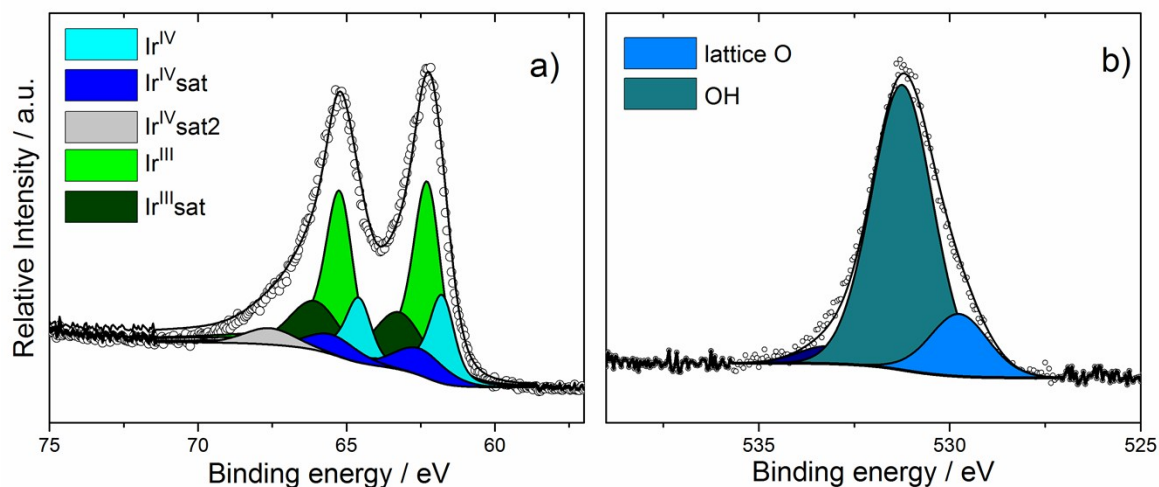 Ir^IV
Ir^IV sat
Ir^IV sat2
Ir^III
Ir^III sat
a)
Relative Intensity / a.u.
75 70 65 60
Binding energy / eV
lattice O
OH
b)
535 530 525
Binding energy / eV